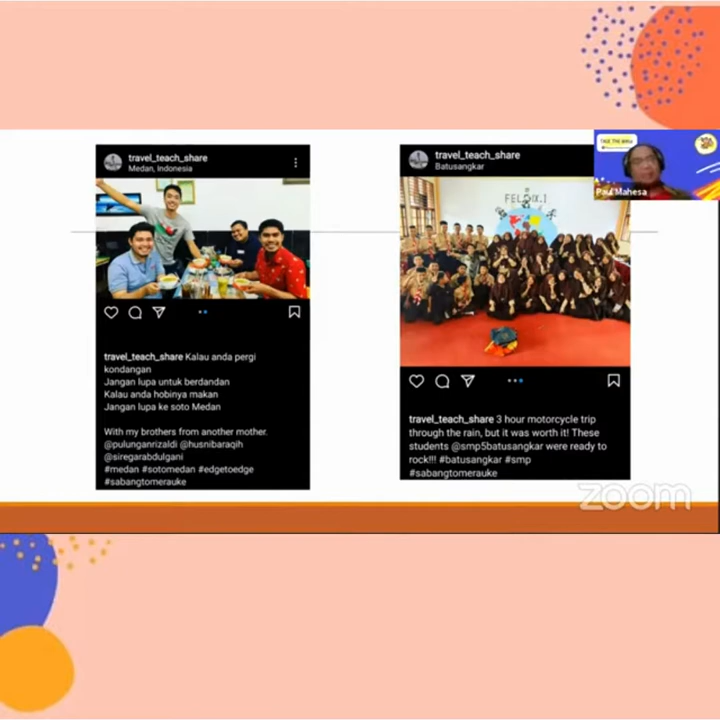 travel_teach_share
Medan, Indonesia
travel_teach_share Kalau anda pergi
kondangan
Jangan lupa untuk berdandan
Kalau anda hobinya makan
Jangan lupa ke soto Medan
With my brothers from another mother.
@pulunganrizaldi @husnibaraqih
@siregarabdulgani
#medan #sotomedan #edgetoedge
#sabangtomerauke
travel_teach_share
Batusangkar
travel_teach_share 3 hour motorcycle trip
through the rain, but it was worth it! These
students @smp5batusangkar were ready to
rock!!! #batusangkar #smp
#sabangtomerauke
Paul Mahesa
zoom